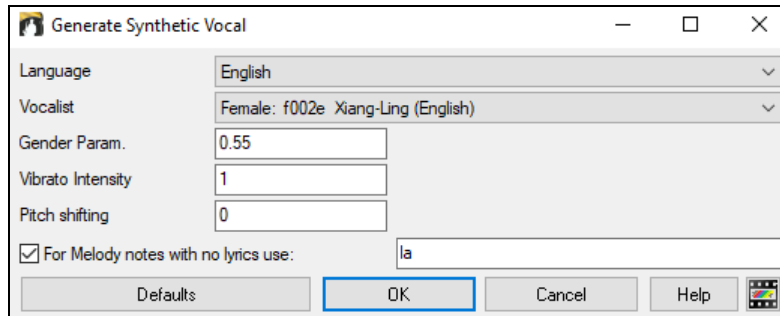 Generate Synthetic Vocal
Language English
Vocalist Female: f002e Xiang-Ling (English)
Gender Param. 0.55
Vibrato Intensity 1
Pitch shifting 0
For Melody notes with no lyrics use: la
Defaults OK Cancel Help